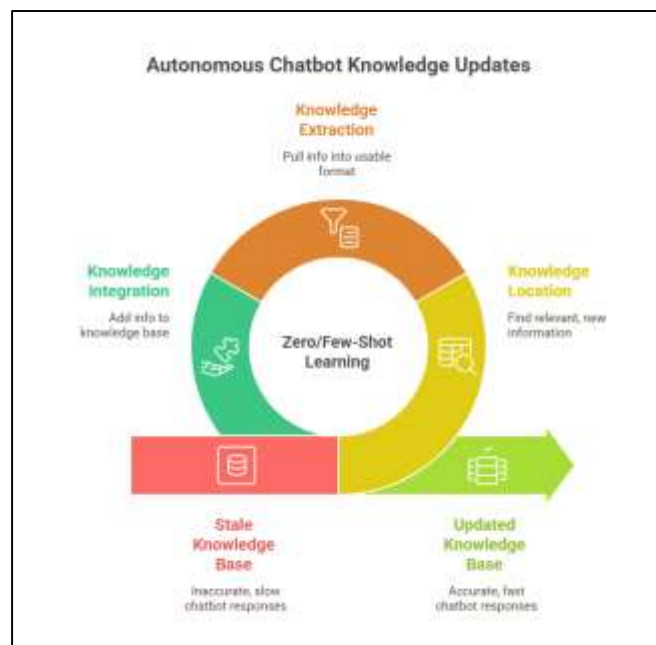 Autonomous Chatbot Knowledge Updates
Knowledge
Extraction
Pull info into usable
format
Knowledge
Integration
Add info to
knowledge base
Zero/Few-Shot
Learning
Knowledge
Location
Find relevant, new
information
Stale
Knowledge
Base
Inaccurate, slow
chatbot responses
Updated
Knowledge
Base
Accurate, fast
chatbot responses